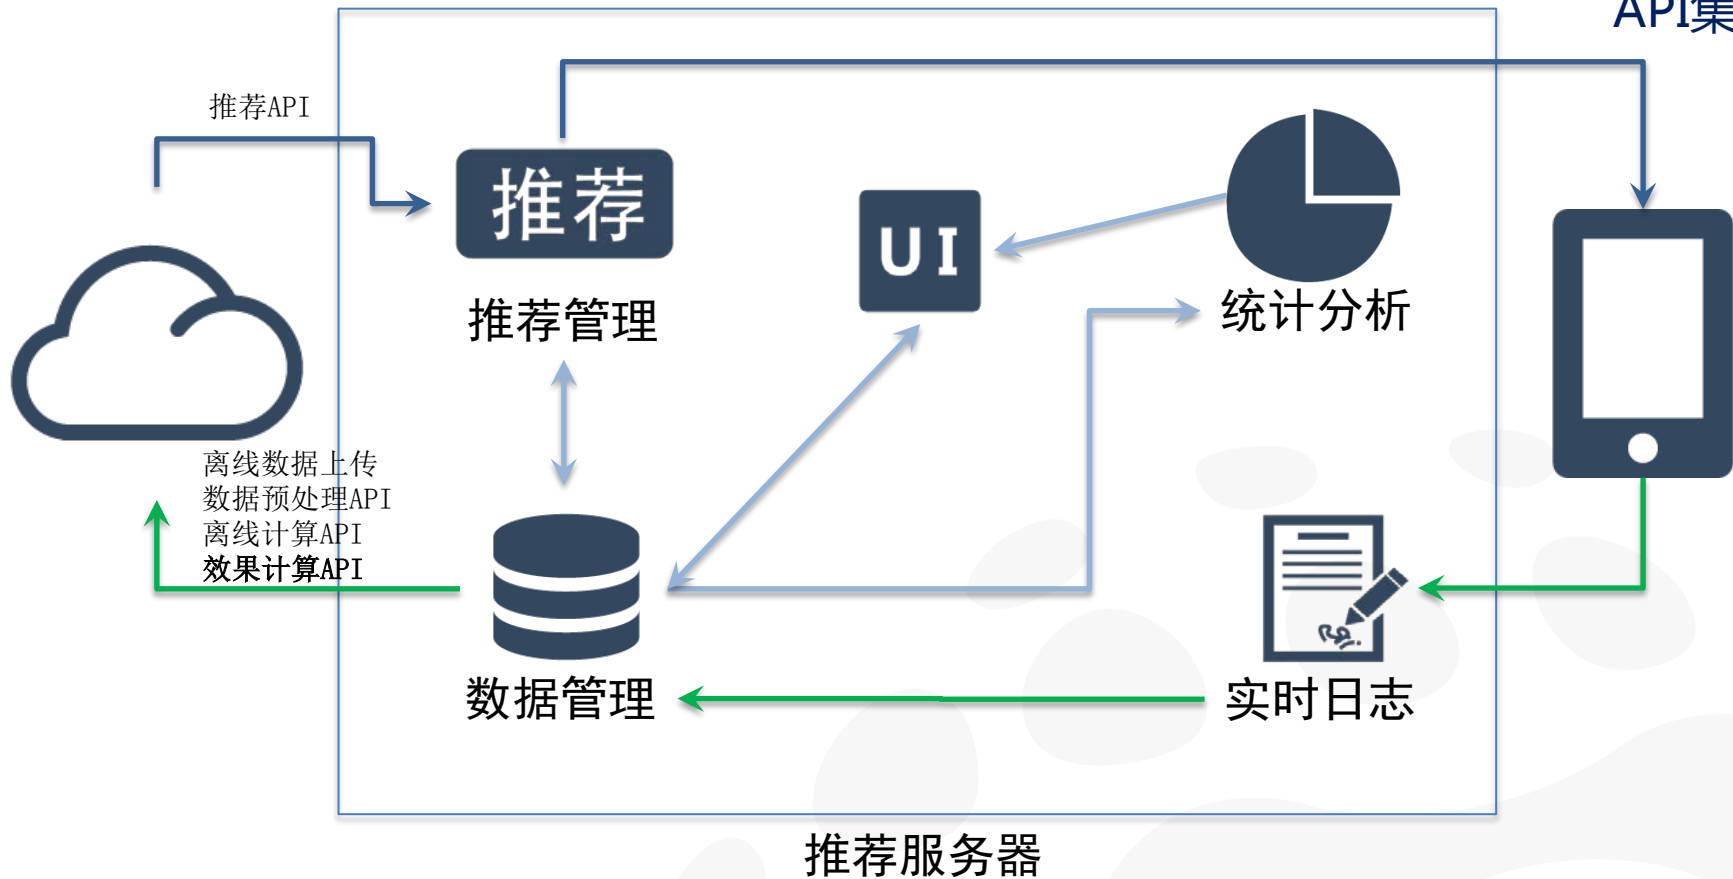 API集
推荐API
推荐
UI
推荐管理
统计分析
离线数据上传
数据预处理API
离线计算API
效果计算API
数据管理
实时日志
推荐服务器